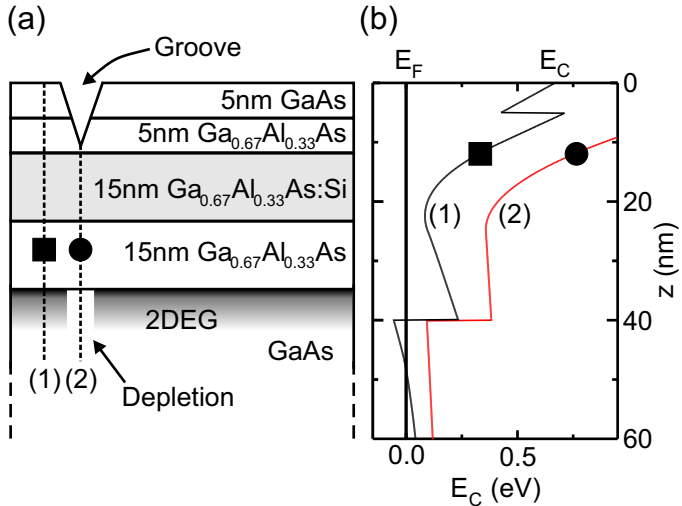 (a)
Groove
5nm GaAs
5nm Ga0.67Al0.33As
15nm Ga0.67Al0.33As:Si
15nm Ga0.67Al0.33As
2DEG
GaAs
(1) (2)
Depletion
(b)
EF
EC
0
20
40
60
z (nm)
(1)
(2)
0.0
0.5
EC (eV)